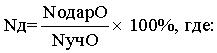 Nд= NодарО / NучО × 100%, где: